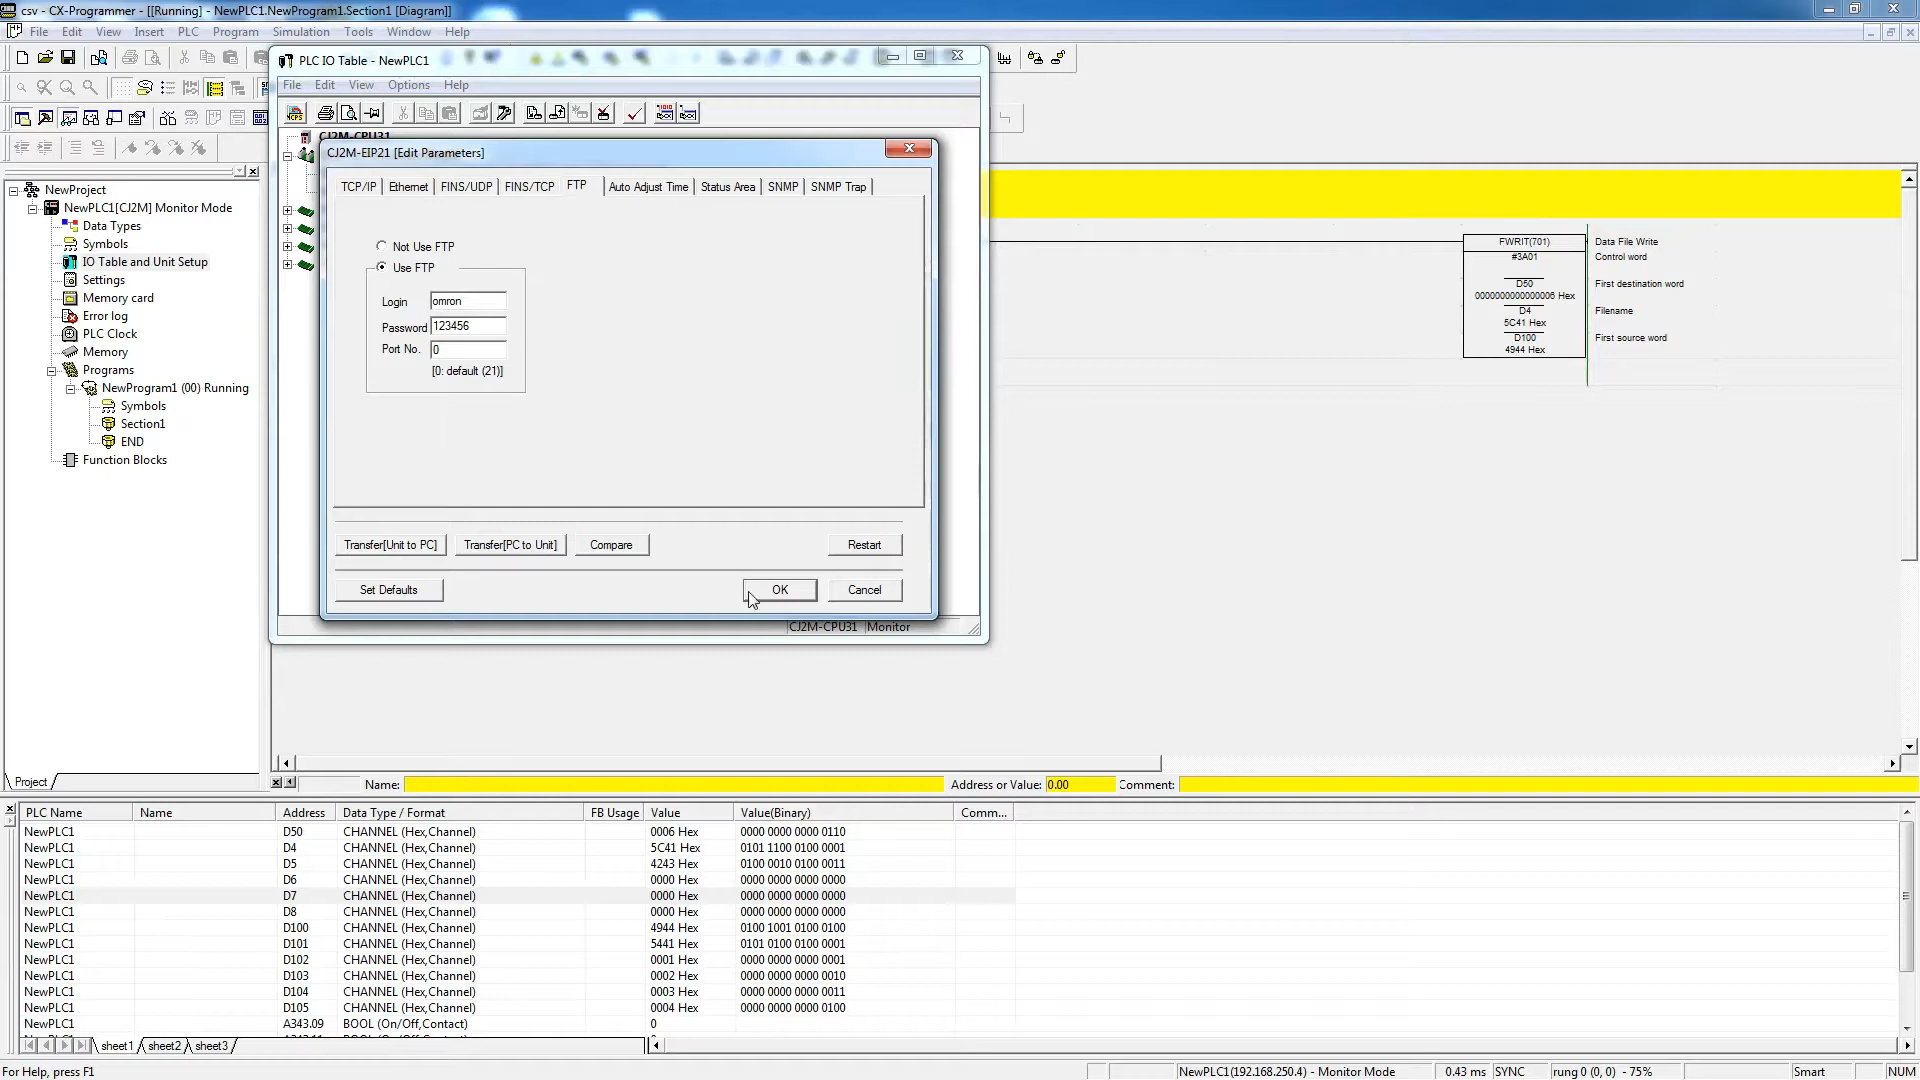 csv - CX-Programmer - [[Running] - NewPLC1.NewProgram1.Section1 [Diagram]]
File Edit View Insert PLC Program Simulation Tools Window Help
PLC IO Table - NewPLC1
File Edit View Options Help
CJ2M-CPU31
CJ2M-EIP21 [Edit Parameters]
TCP/IP Ethernet FINS/UDP FINS/TCP FTP Auto Adjust Time Status Area SNMP SNMP Trap
Not Use FTP
Use FTP
Login omron
Password 123456
Port No. 0
[0: default (21)]
Transfer[Unit to PC] Transfer[PC to Unit] Compare Restart
Set Defaults OK Cancel
CJ2M-CPU31 Monitor
NewProject
NewPLC1[CJ2M] Monitor Mode
Data Types
Symbols
IO Table and Unit Setup
Settings
Memory card
Error log
PLC Clock
Memory
Programs
NewProgram1 (00) Running
Symbols
Section1
END
Function Blocks
Project
FWRIT(701) Data File Write
#3A01 Control word
D50 First destination word
0000000000000006 Hex
D4 Filename
5C41 Hex
D100 First source word
4944 Hex
Name: Address or Value: 0.00 Comment:
PLC Name Name Address Data Type / Format FB Usage Value Value(Binary) Comm...
NewPLC1 D50 CHANNEL (Hex,Channel) 0006 Hex 0000 0000 0000 0110
NewPLC1 D4 CHANNEL (Hex,Channel) 5C41 Hex 0101 1100 0100 0001
NewPLC1 D5 CHANNEL (Hex,Channel) 4243 Hex 0100 0010 0100 0011
NewPLC1 D6 CHANNEL (Hex,Channel) 0000 Hex 0000 0000 0000 0000
NewPLC1 D7 CHANNEL (Hex,Channel) 0000 Hex 0000 0000 0000 0000
NewPLC1 D8 CHANNEL (Hex,Channel) 0000 Hex 0000 0000 0000 0000
NewPLC1 D100 CHANNEL (Hex,Channel) 4944 Hex 0100 1001 0100 0100
NewPLC1 D101 CHANNEL (Hex,Channel) 5441 Hex 0101 0100 0100 0001
NewPLC1 D102 CHANNEL (Hex,Channel) 0001 Hex 0000 0000 0000 0001
NewPLC1 D103 CHANNEL (Hex,Channel) 0002 Hex 0000 0000 0000 0010
NewPLC1 D104 CHANNEL (Hex,Channel) 0003 Hex 0000 0000 0000 0011
NewPLC1 D105 CHANNEL (Hex,Channel) 0004 Hex 0000 0000 0000 0100
NewPLC1 A343.09 BOOL (On/Off,Contact) 0
sheet1 sheet2 sheet3
For Help, press F1 NewPLC1(192.168.250.4) - Monitor Mode 0.43 ms SYNC rung 0 (0, 0) - 75% Smart NUM